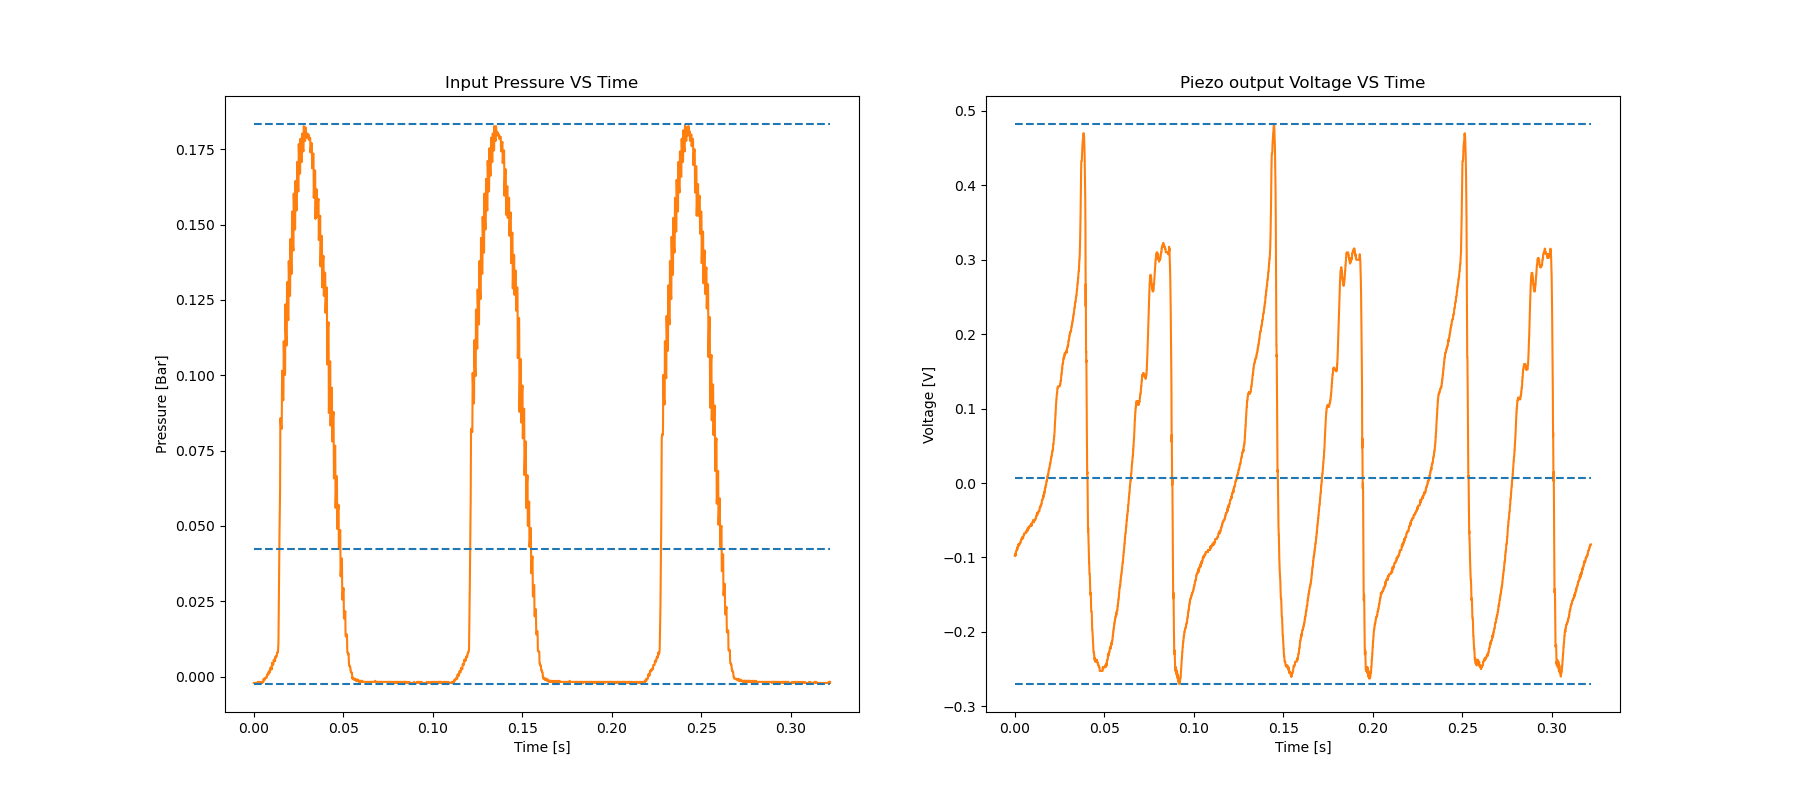 Input Pressure VS Time
0.175
0.150
0.125
0.100
0.075
0.050
0.025
0.000
Pressure [Bar]
0.00 0.05 0.10 0.15 0.20 0.25 0.30
Time [s]
Piezo output Voltage VS Time
0.5
0.4
0.3
0.2
0.1
0.0
−0.1
−0.2
−0.3
Voltage [V]
0.00 0.05 0.10 0.15 0.20 0.25 0.30
Time [s]